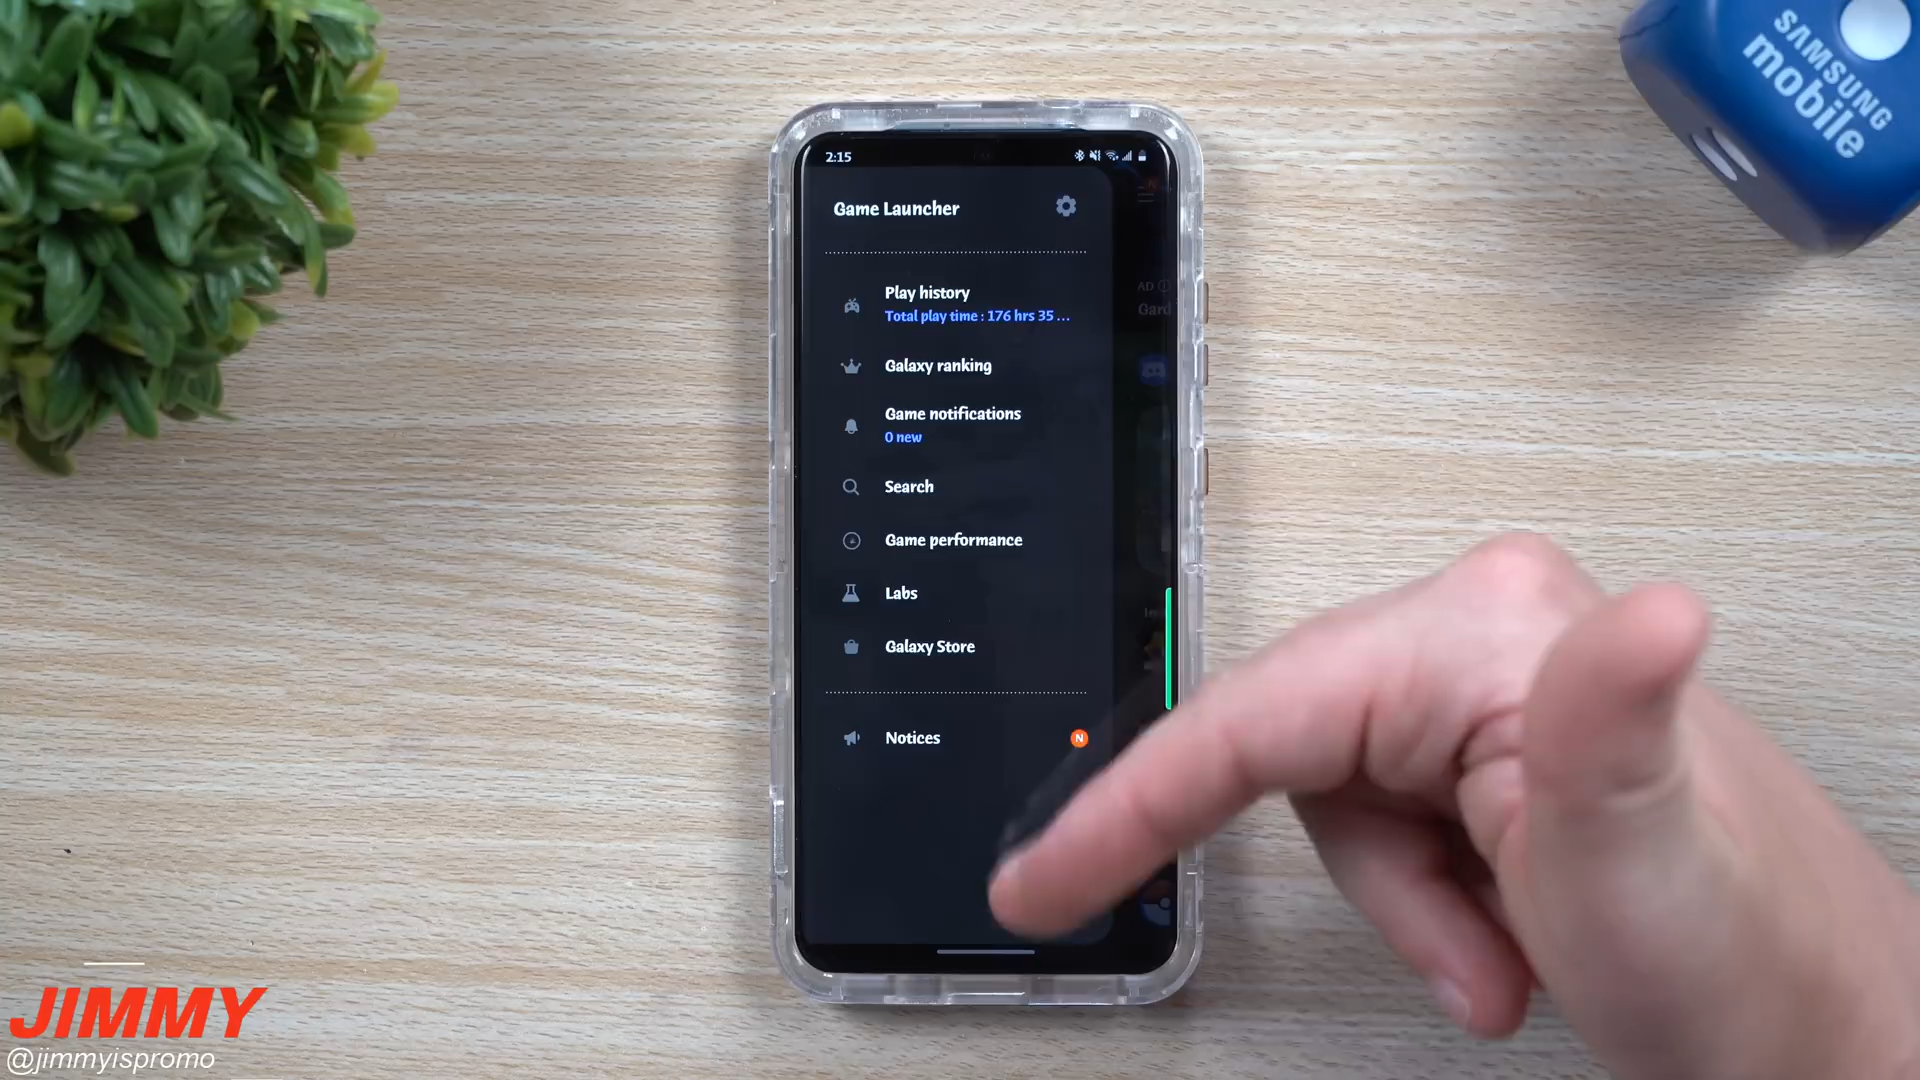 SAMSUNG
mobile
2:15
Game Launcher
Play history
Total play time : 176 hrs 35 ...
Galaxy ranking
Game notifications
0 new
Search
Game performance
Labs
Galaxy Store
Notices
N
AD
Gard
JIMMY
@jimmyispromo